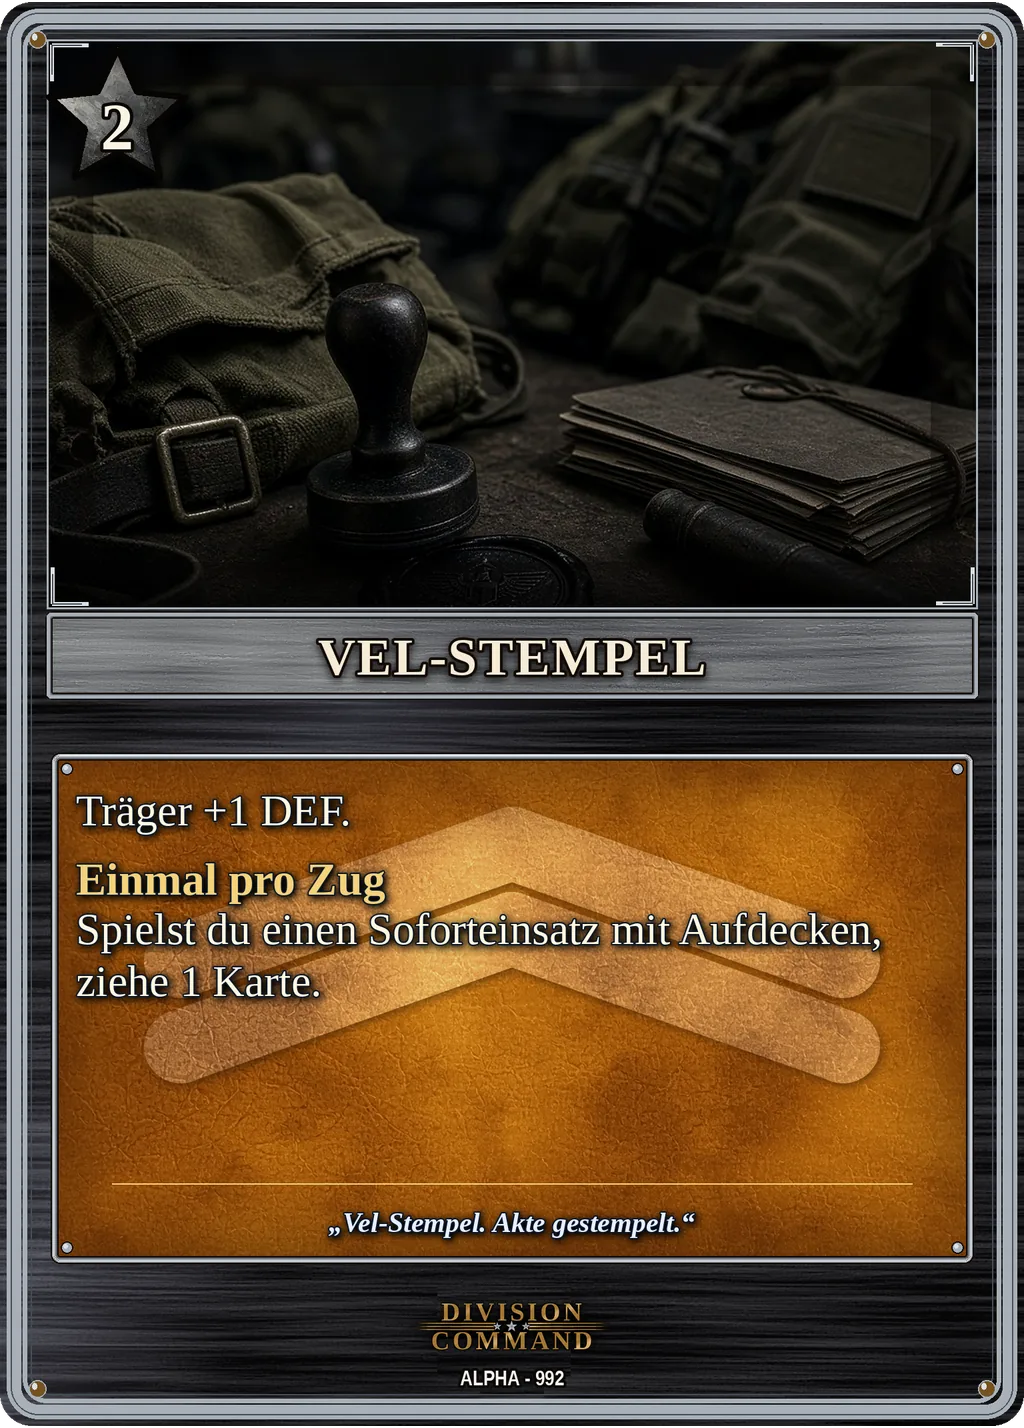 2
VEL-STEMPEL
Träger +1 DEF.
Einmal pro Zug
Spielst du einen Soforteinsatz mit Aufdecken,
ziehe 1 Karte.
„Vel-Stempel. Akte gestempelt.“
DIVISION
COMMAND
ALPHA - 992